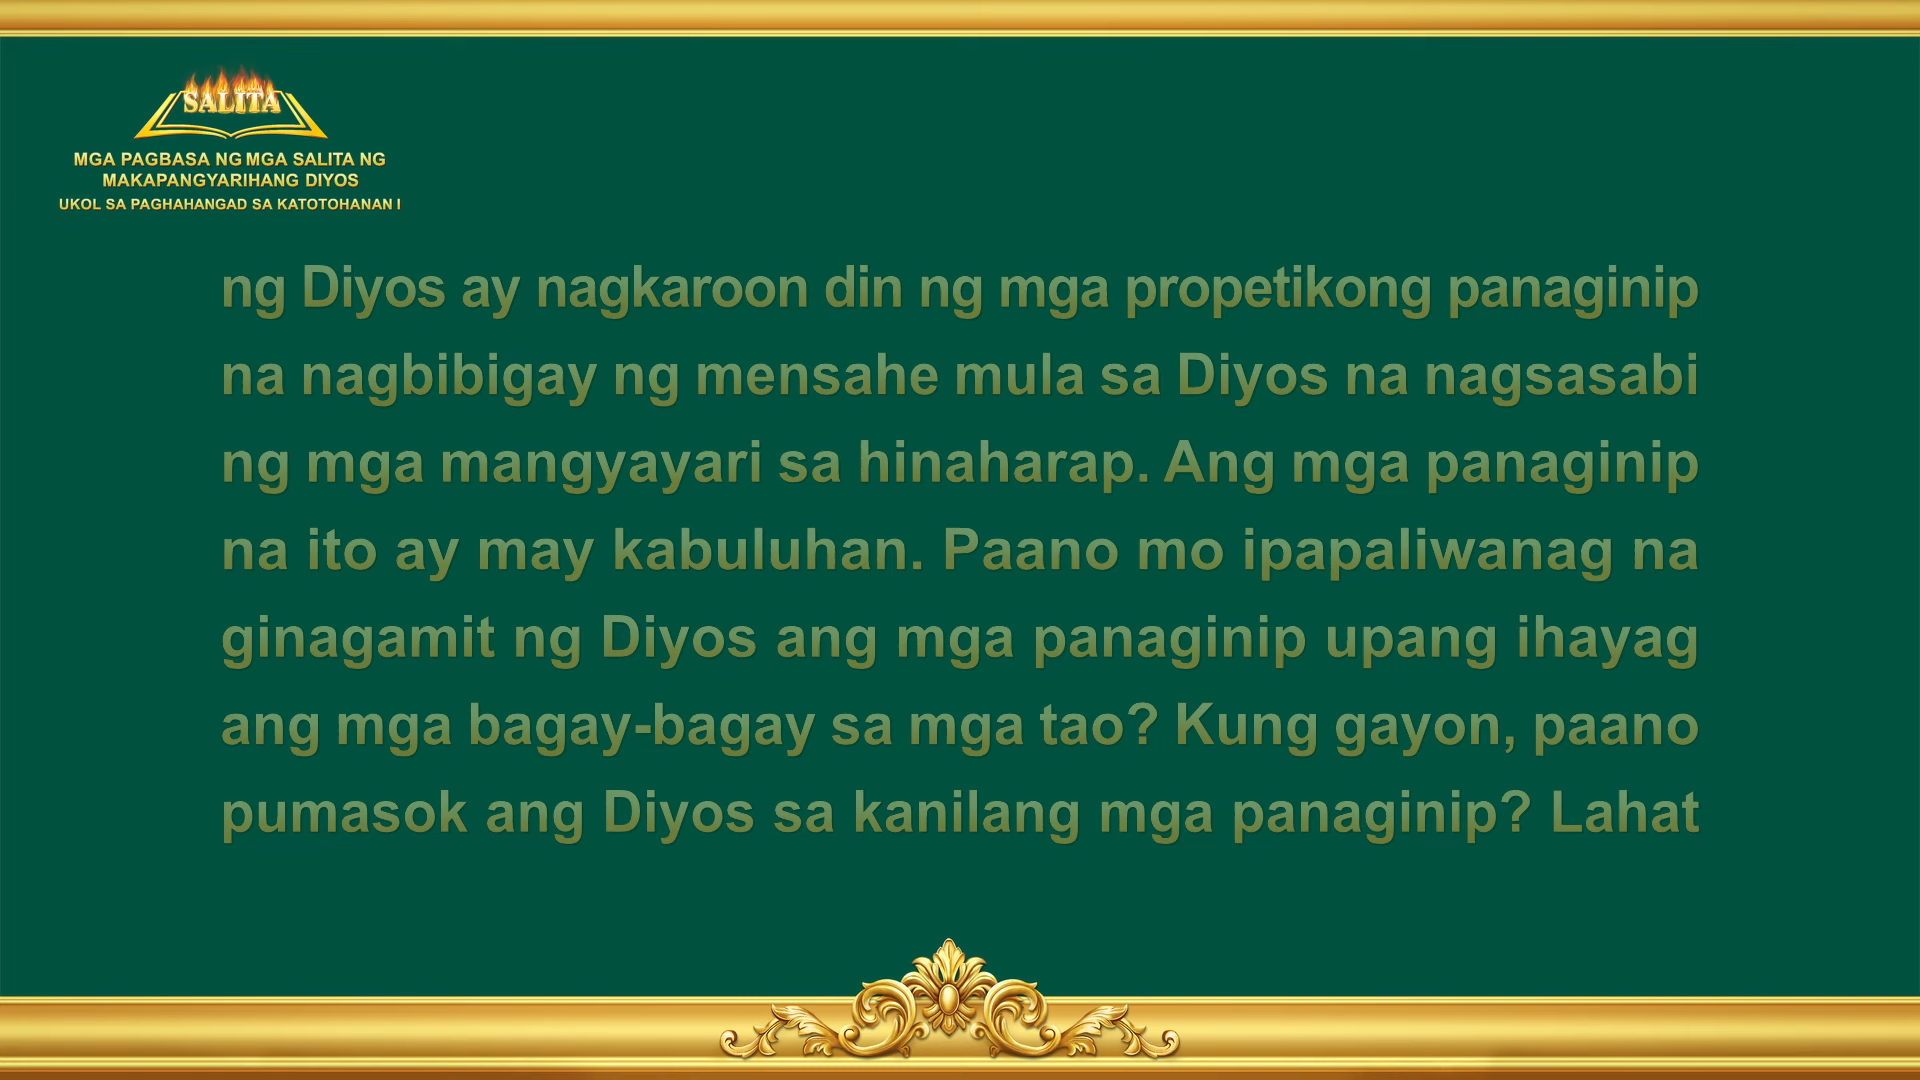 SALITA
MGA PAGBASA NG MGA SALITA NG
MAKAPANGYARIHANG DIYOS
UKOL SA PAGHAHANGAD SA KATOTOHANAN I
ng Diyos ay nagkaroon din ng mga propetikong panaginip
na nagbibigay ng mensahe mula sa Diyos na nagsasabi
ng mga mangyayari sa hinaharap. Ang mga panaginip
na ito ay may kabuluhan. Paano mo ipapaliwanag na
ginagamit ng Diyos ang mga panaginip upang ihayag
ang mga bagay-bagay sa mga tao? Kung gayon, paano
pumasok ang Diyos sa kanilang mga panaginip? Lahat